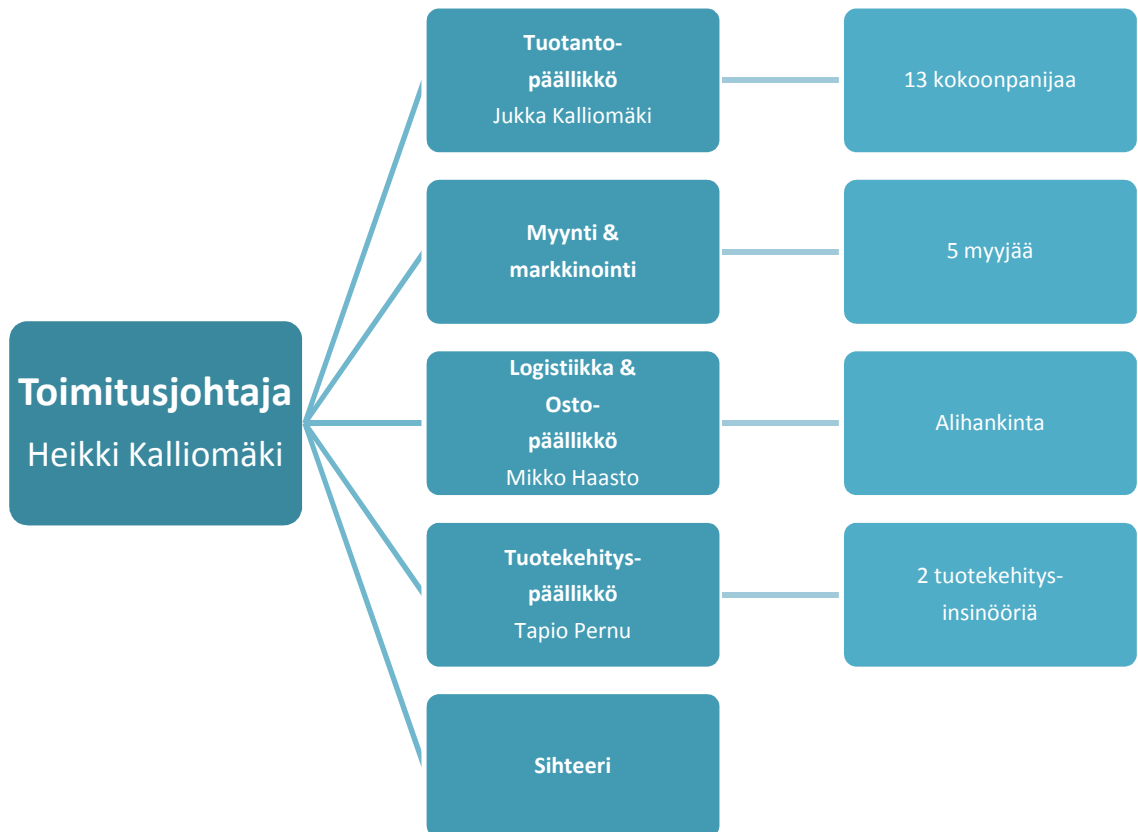 Toimitusjohtaja
Heikki Kalliomäki
Tuotanto-
päällikkö
Jukka Kalliomäki
13 kokoonpanijaa
Myynti &
markkinointi
5 myyjää
Logistiikka &
Osto-
päällikkö
Mikko Haasto
Alihankinta
Tuotekehitys-
päällikkö
Tapio Pernu
2 tuotekehitys-
insinööriä
Sihteeri